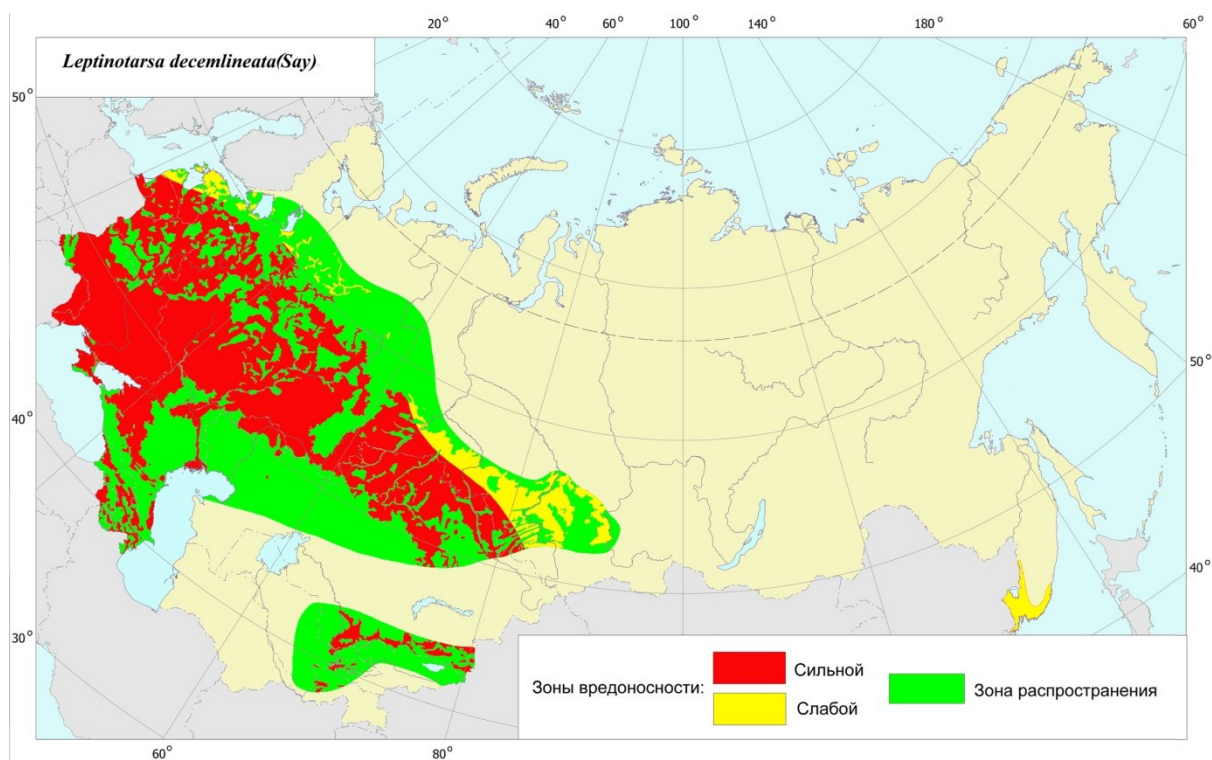 20° 40° 60° 100° 140° 180° 60°
Leptinotarsa decemlineata(Say)
50°
50°
40°
40°
30°
Зоны вредоносности:
Сильной
Слабой
Зона распространения
60° 80°